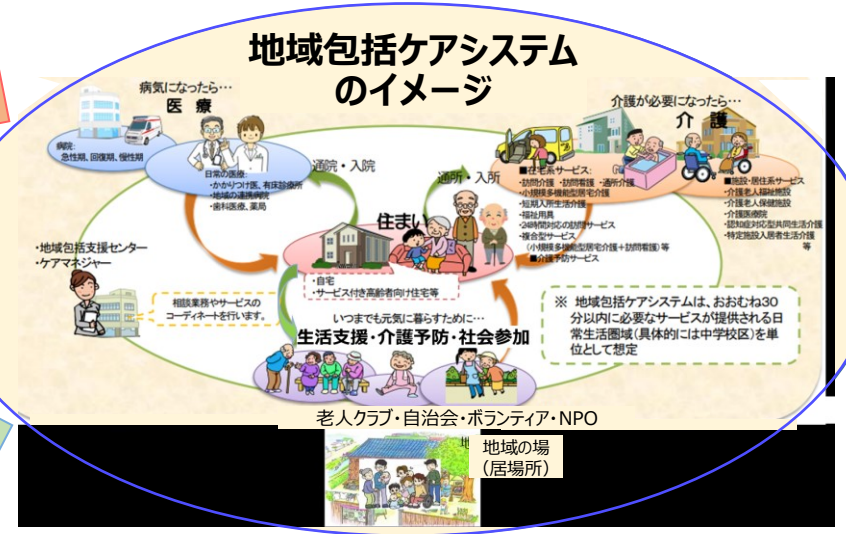 地域包括ケアシステム
のイメージ
病気になったら…
医 療
病院:
急性期、回復期、慢性期
日常の医療:
・かかりつけ医、有床診療所
・地域の連携病院
・歯科医療、薬局
通院・入院
通所・入所
住まい
・自宅
・サービス付き高齢者向け住宅等
介護が必要になったら…
介 護
■在宅系サービス:
・訪問介護 ・訪問看護 ・通所介護
・小規模多機能型居宅介護
・短期入所生活介護
・福祉用具
・24時間対応の訪問サービス
・複合型サービス
(小規模多機能型居宅介護+訪問看護) 等
■介護予防サービス
■施設・居住系サービス
・介護老人福祉施設
・介護老人保健施設
・介護医療院
・認知症対応型共同生活介護
・特定施設入居者生活介護
等
・地域包括支援センター
・ケアマネジャー
相談業務やサービスの
コーディネートを行います。
いつまでも元気に暮らすために…
生活支援・介護予防・社会参加
※ 地域包括ケアシステムは、おおむね30
分以内に必要なサービスが提供される日
常生活圏域(具体的には中学校区)を単
位として想定
老人クラブ・自治会・ボランティア・NPO
地域の場
(居場所)